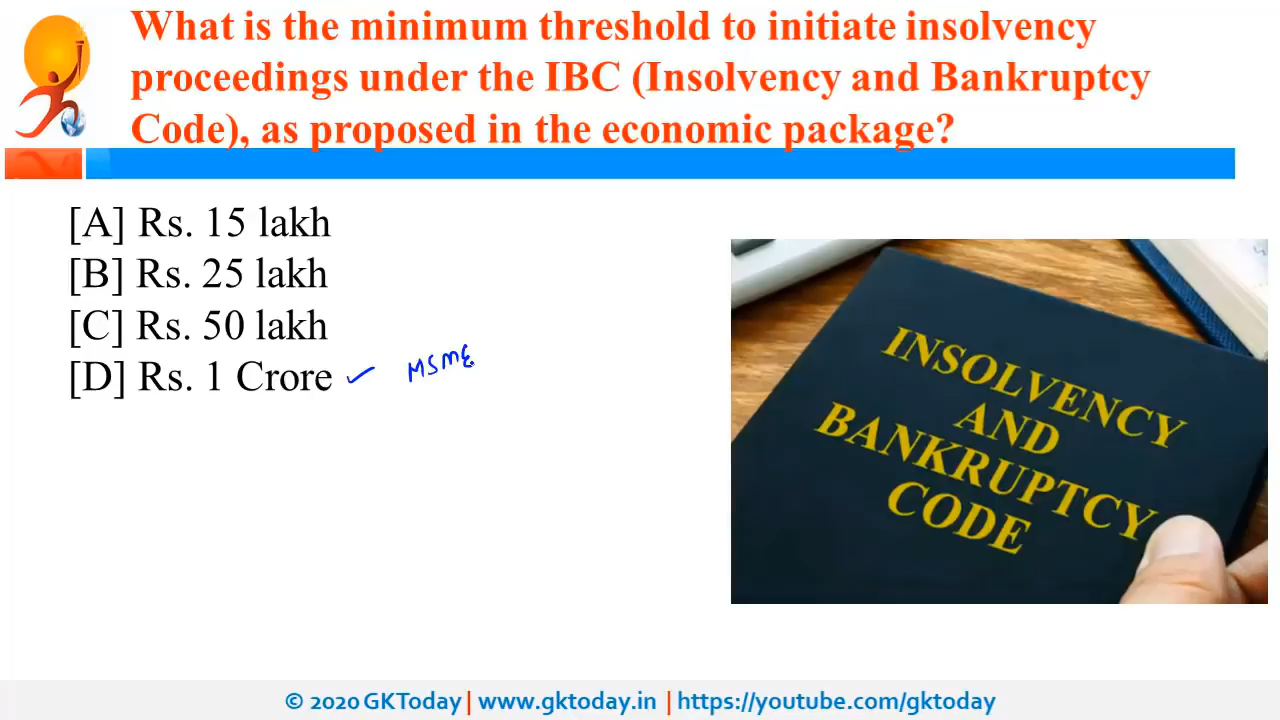 What is the minimum threshold to initiate insolvency
proceedings under the IBC (Insolvency and Bankruptcy
Code), as proposed in the economic package?
[A] Rs. 15 lakh
[B] Rs. 25 lakh
[C] Rs. 50 lakh
[D] Rs. 1 Crore ✓ MSME
INSOLVENCY
AND
BANKRUPTCY
CODE
© 2020 GKToday | www.gktoday.in | https://youtube.com/gktoday